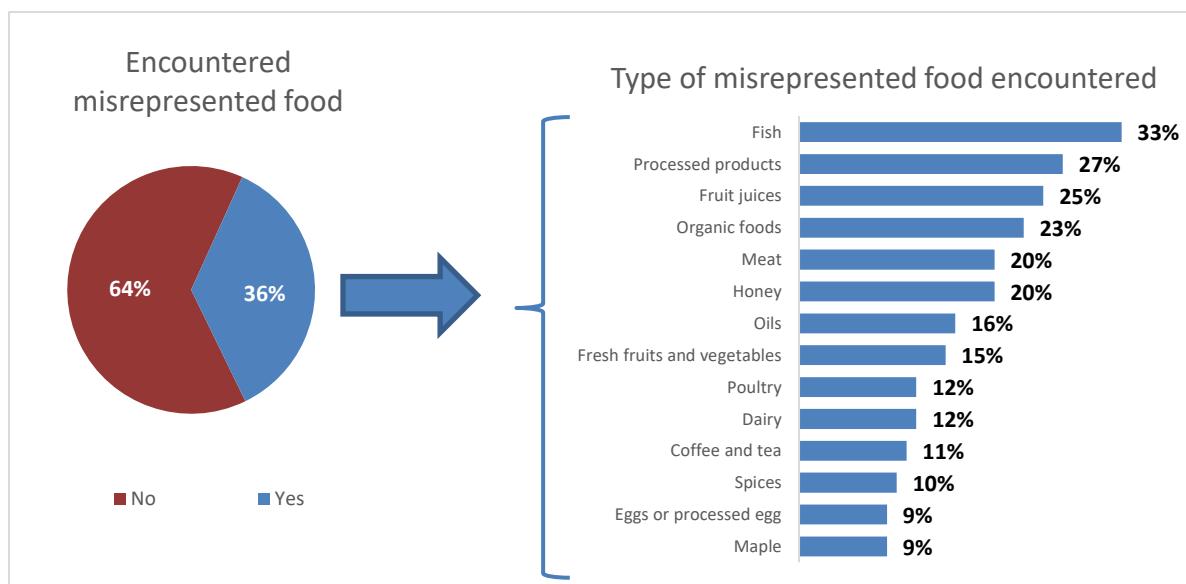 Encountered
misrepresented food
64%
36%
No
Yes
Type of misrepresented food encountered
Fish 33%
Processed products 27%
Fruit juices 25%
Organic foods 23%
Meat 20%
Honey 20%
Oils 16%
Fresh fruits and vegetables 15%
Poultry 12%
Dairy 12%
Coffee and tea 11%
Spices 10%
Eggs or processed egg 9%
Maple 9%